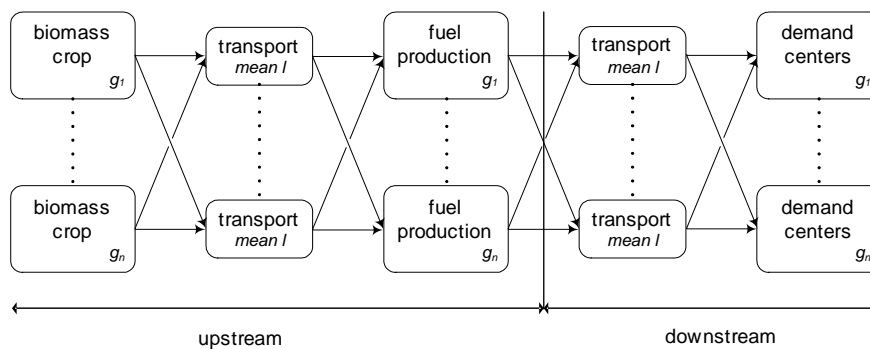 biomass
crop
g1
transport
mean l
fuel
production
g1
transport
mean l
demand
centers
g1
biomass
crop
gn
transport
mean l
fuel
production
gn
transport
mean l
demand
centers
gn
upstream
downstream